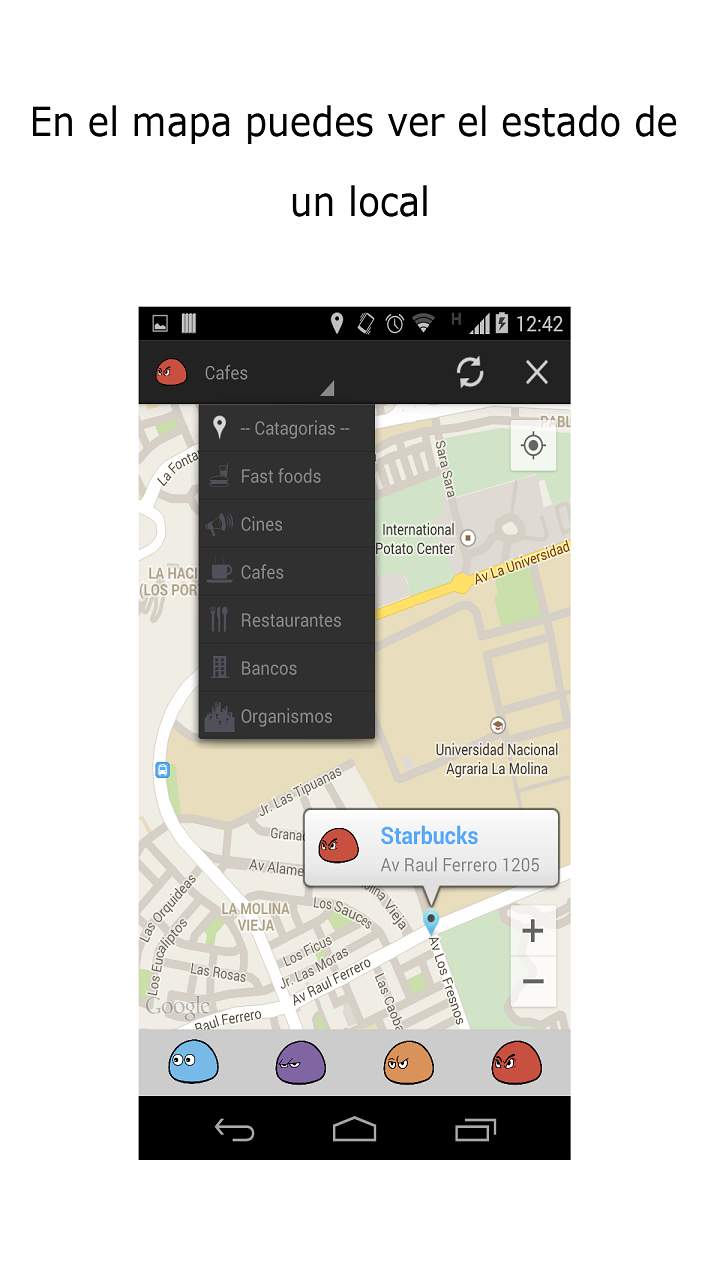 En el mapa puedes ver el estado de
un local
H 12:42
Cafes
-- Catagorias --
Fast foods
Cines
Cafes
Restaurantes
Bancos
Organismos
PABL
La Fonta
Sara Sara
International
Potato Center
Av La Universidad
LA HACI
(LOS POR
Universidad Nacional
Agraria La Molina
Jr. Las Tipuanas
Granad
Starbucks
Av Raul Ferrero 1205
Av Alame
Los Orquideas
LA MOLINA
VIEJA
Los Sauces
olina Vieja
Los Eucaliptos
Los Ficus
Jr. Las Moras
Las Rosas
Av Raul Ferrero
Las Caoba
Av Los Fresnos
Google
Raul Ferrero